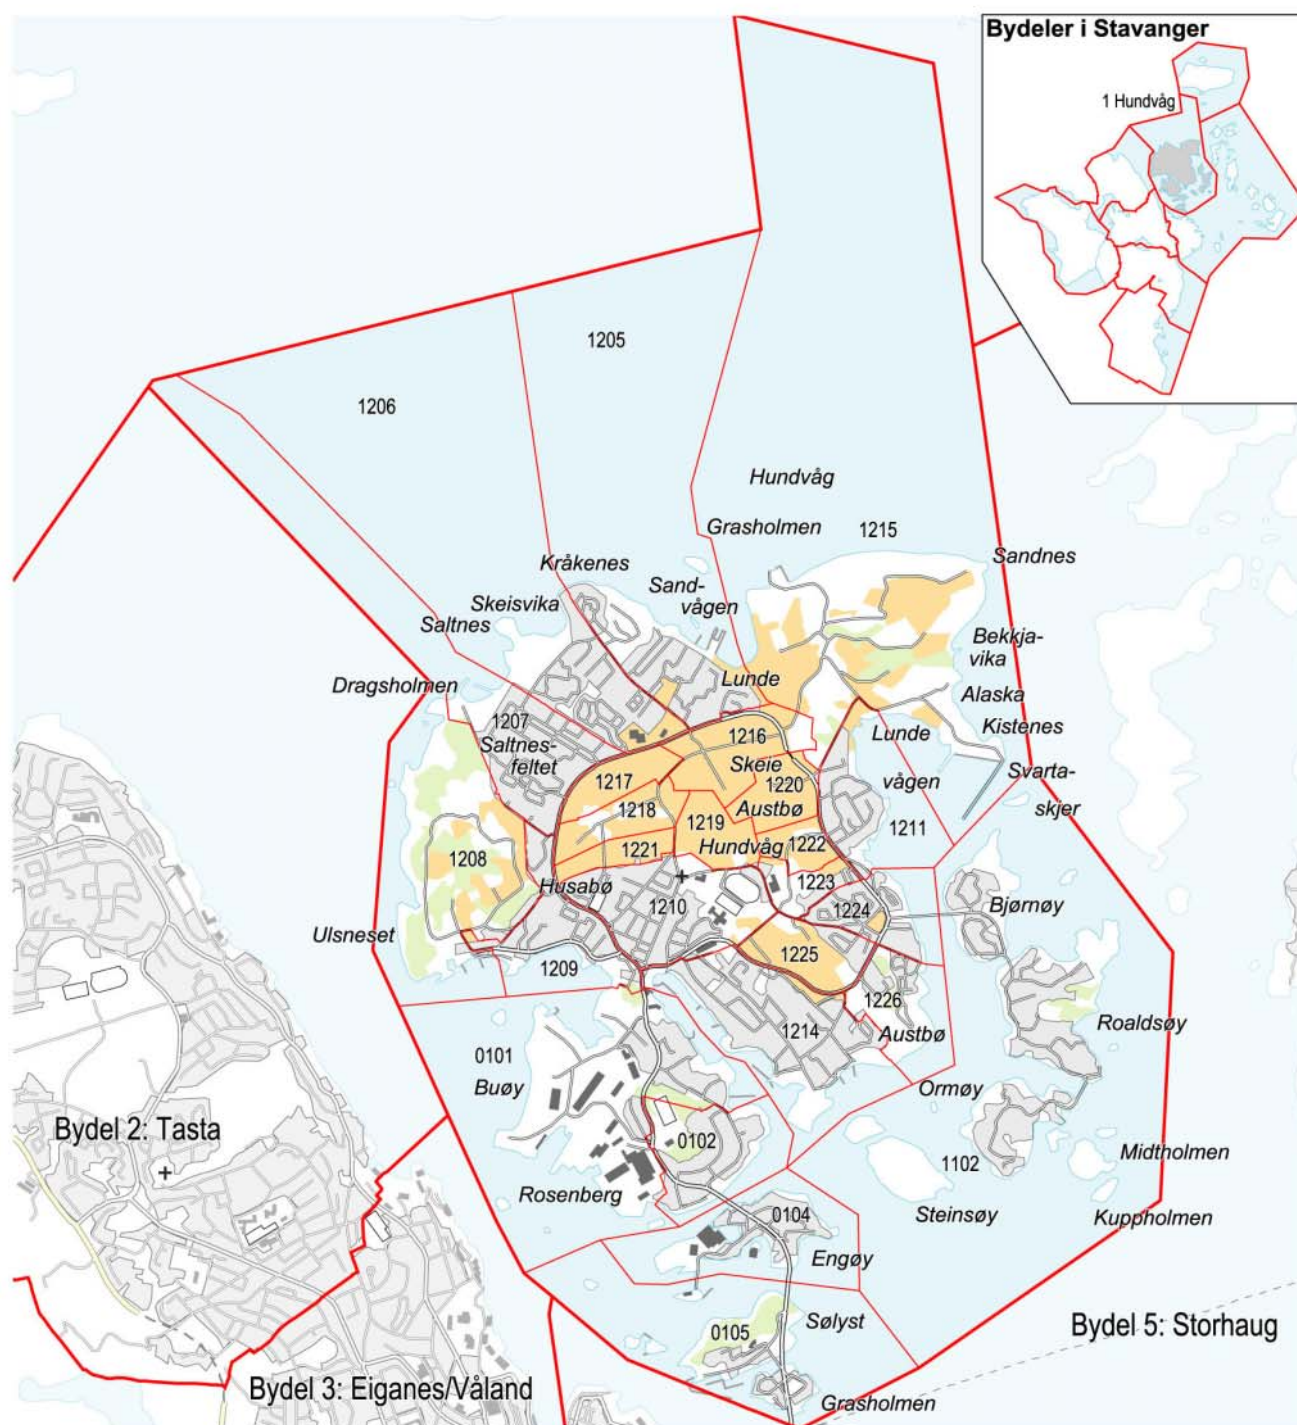 Bydeler i Stavanger
1 Hundvåg
1205
1206
Hundvåg
Grasholmen
1215
Sandnes
Kråkenes
Sand-
vågen
Skeisvika
Saltnes
Bekkja-
vika
Dragsholmen
Lunde
Alaska
Kistenes
1207
Saltnes-
feltet
1216
Skeie
Lunde
vågen
Svarta-
skjer
1217
1220
1218
1219
Austbø
1211
1221
Hundvåg
1222
1208
Husabø
1223
1210
1224
Bjørnøy
Ulsneset
1225
1209
1226
Roaldsøy
1214
Austbø
0101
Buøy
Ormøy
Bydel 2: Tasta
0102
1102
Midtholmen
Rosenberg
0104
Steinsøy
Kuppholmen
Engøy
Sølyst
0105
Bydel 5: Storhaug
Bydel 3: Eiganes/Våland
Grasholmen